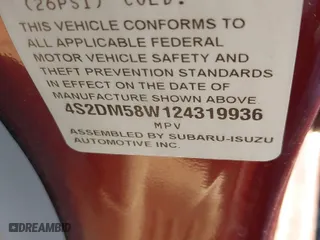 (26PSI) COLD.
THIS VEHICLE CONFORMS TO
ALL APPLICABLE FEDERAL
MOTOR VEHICLE SAFETY AND
THEFT PREVENTION STANDARDS
IN EFFECT ON THE DATE OF
MANUFACTURE SHOWN ABOVE
4S2DM58W124319936
MPV
ASSEMBLED BY SUBARU-ISUZU
AUTOMOTIVE INC.
DREAMBID